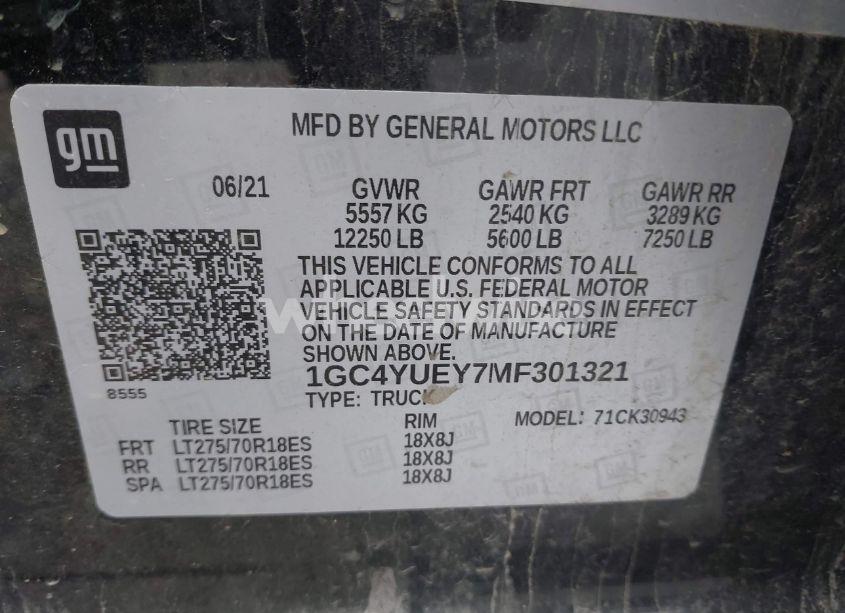 gm
MFD BY GENERAL MOTORS LLC
06/21 GVWR GAWR FRT GAWR RR
5557 KG 2540 KG 3289 KG
12250 LB 5600 LB 7250 LB
THIS VEHICLE CONFORMS TO ALL
APPLICABLE U.S. FEDERAL MOTOR
VEHICLE SAFETY STANDARDS IN EFFECT
ON THE DATE OF MANUFACTURE
SHOWN ABOVE.
1GC4YUEY7MF301321
8555
TYPE: TRUCK
MODEL: 71CK30943
TIRE SIZE RIM
FRT LT275/70R18ES 18X8J
RR LT275/70R18ES 18X8J
SPA LT275/70R18ES 18X8J